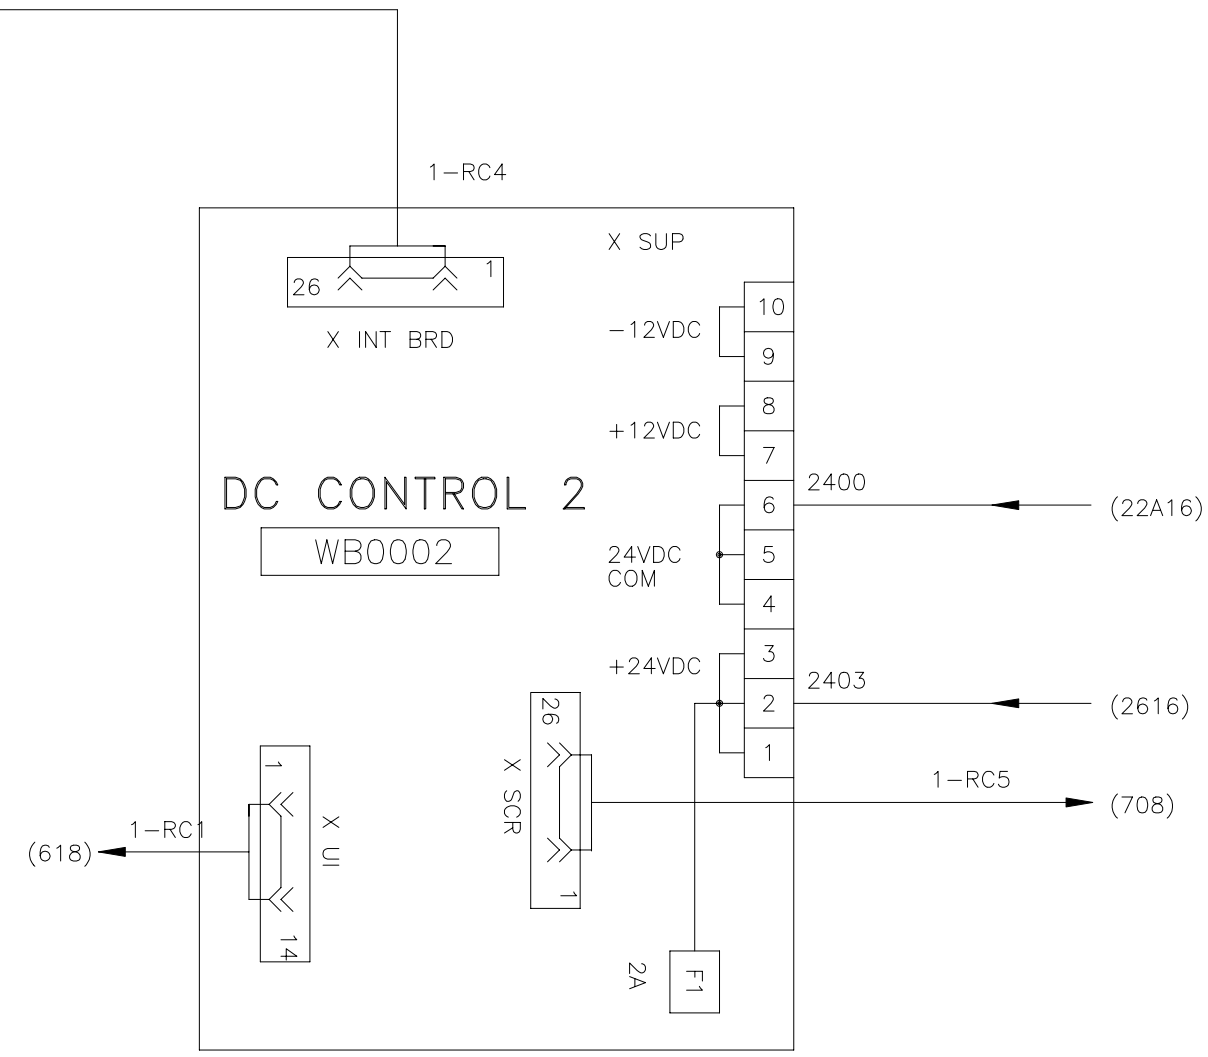 1-RC4
X SUP
26
1
X INT BRD
-12VDC
10
9
+12VDC
8
7
DC CONTROL 2
WB0002
24VDC
COM
6
5
4
2400
(22A16)
+24VDC
3
2
1
2403
(2616)
26
X SCR
1
1-RC5
(708)
1
X UI
14
1-RC1
(618)
2A
F1